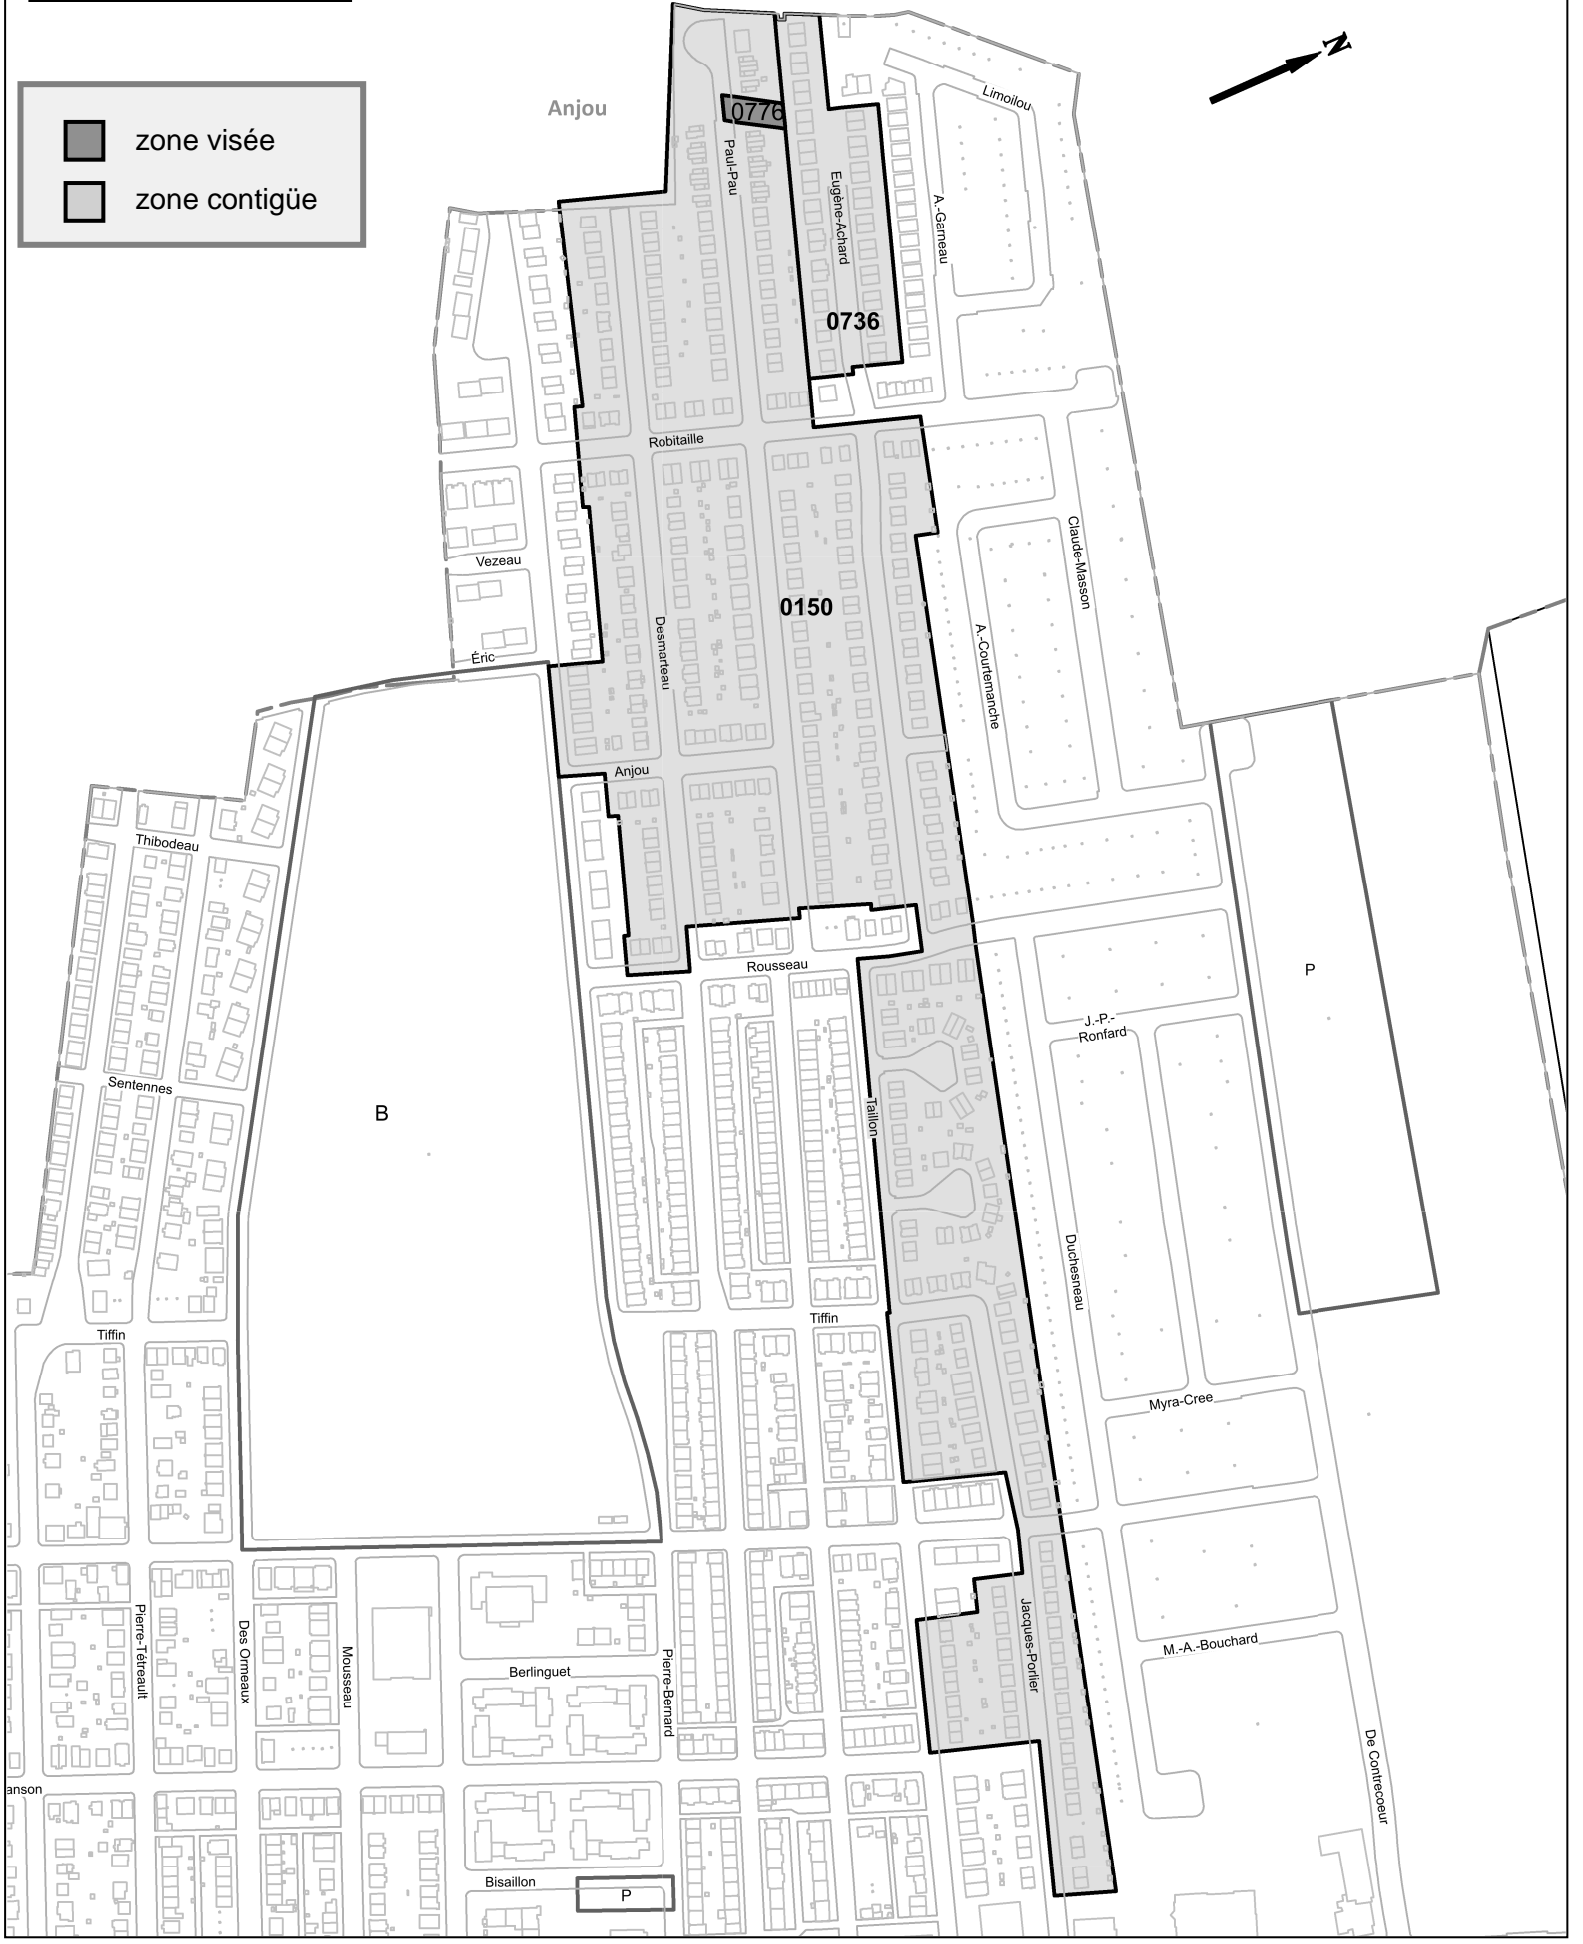 zone visée
zone contigüe
Anjou
N
0776
Limoilou
Paul-Pau
Eugène-Achard
A.-Garneau
0736
Robitaille
Vezeau
Claude-Masson
0150
Desmarteau
A.-Courtemanche
Éric
Anjou
Thibodeau
Rousseau
P
J.-P.-
Ronfard
Sentennes
B
Taillon
Duchesneau
Tiffin
Tiffin
Myra-Cree
Pierre-Tétreault
Des Ormeaux
Mousseau
Berlinguet
Pierre-Bernard
Jacques-Porlier
M.-A.-Bouchard
De Contrecoeur
anson
Bisaillon
P